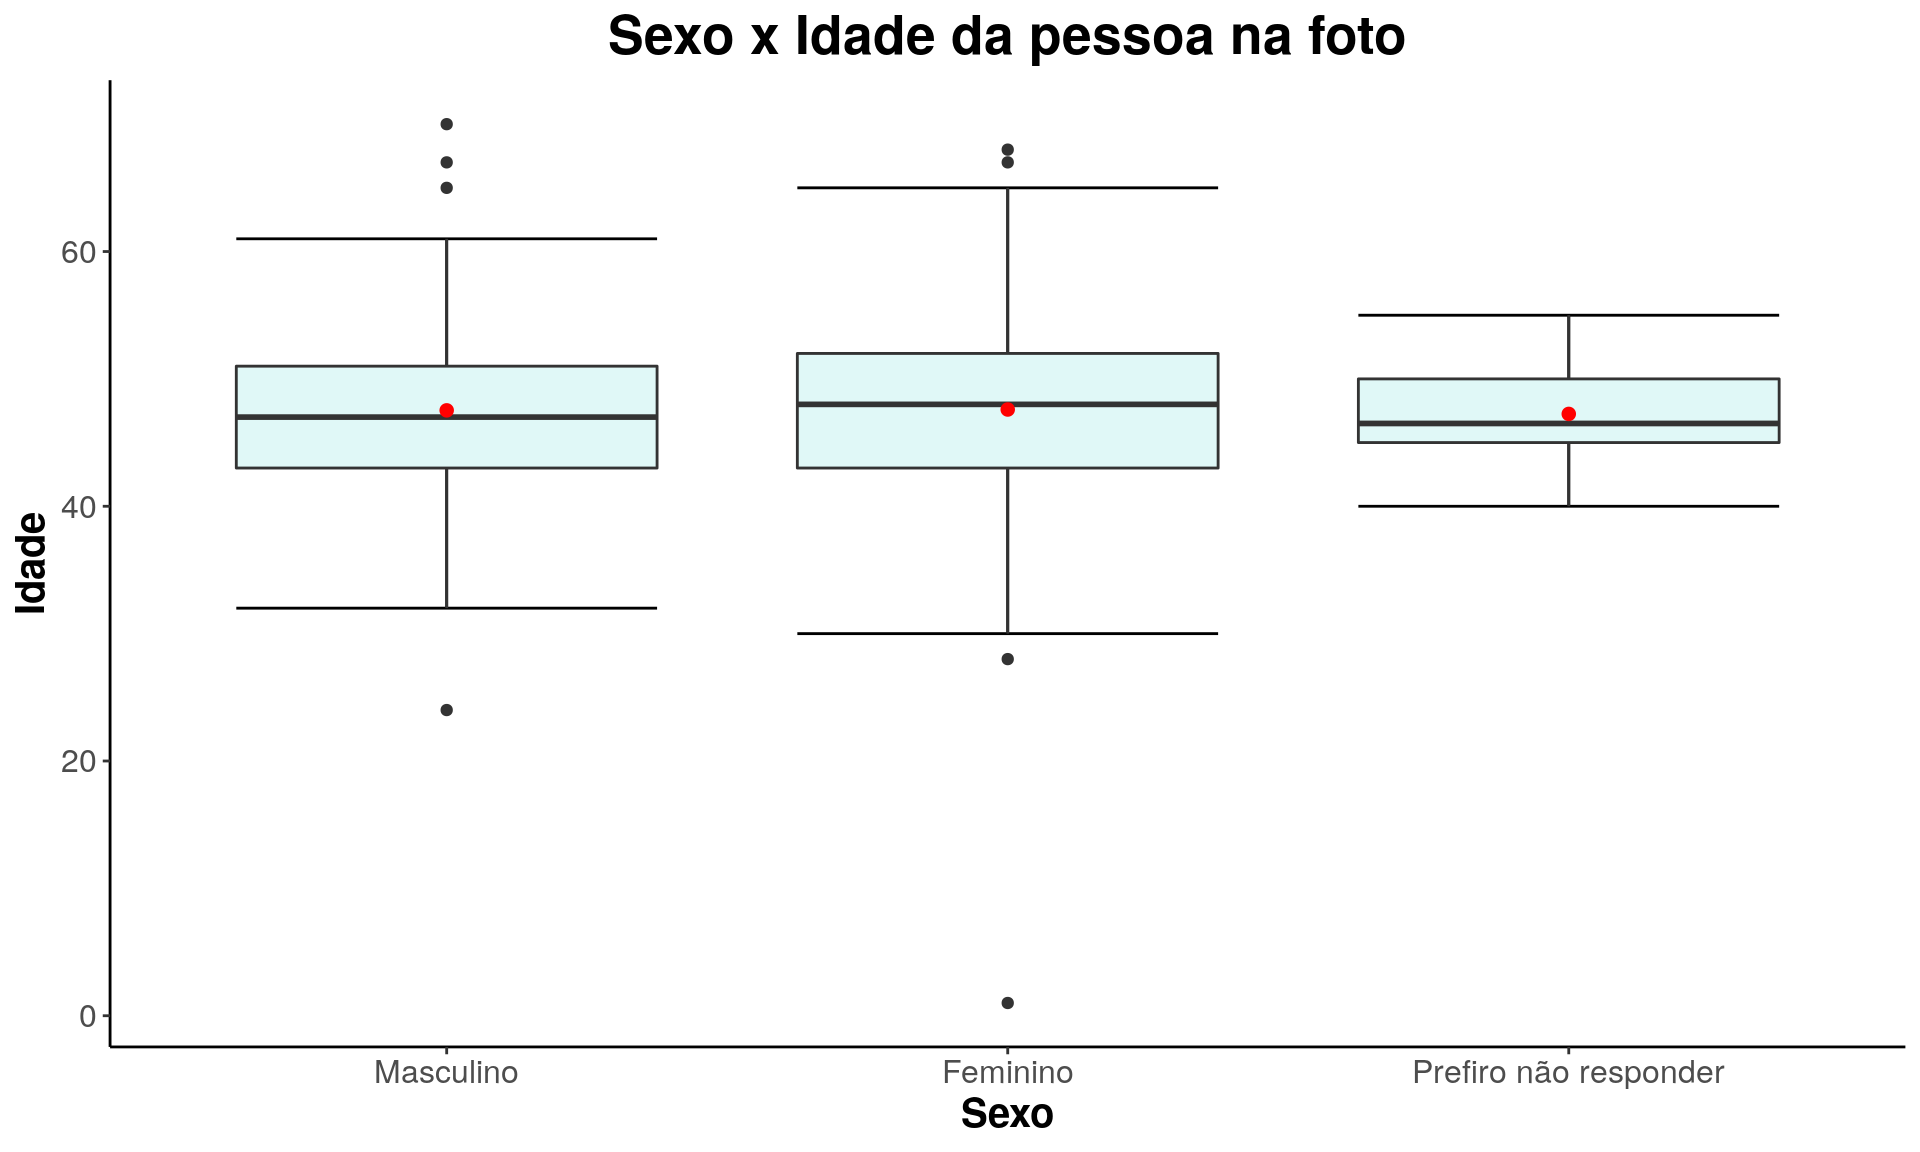 Sexo x Idade da pessoa na foto
Idade
60
40
20
0
Masculino
Feminino
Prefiro não responder
Sexo